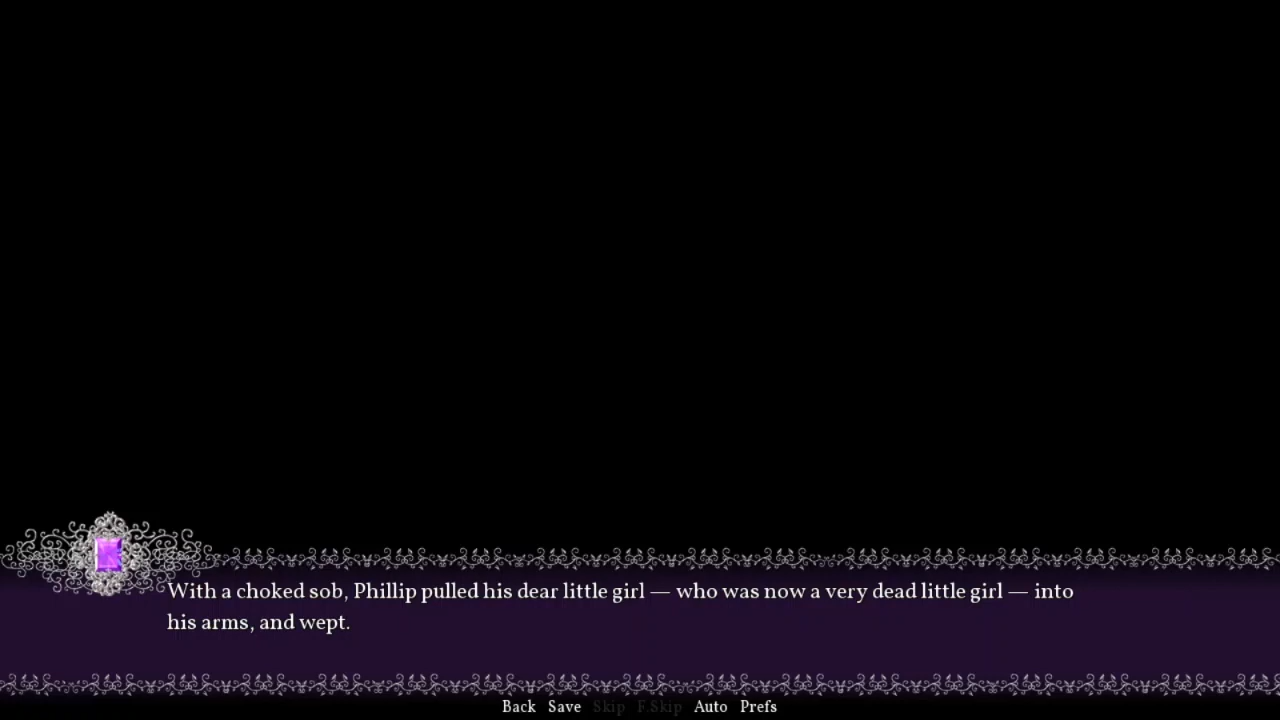 With a choked sob, Phillip pulled his dear little girl — who was now a very dead little girl — into
his arms, and wept.
Back Save Skip F.Skip Auto Prefs